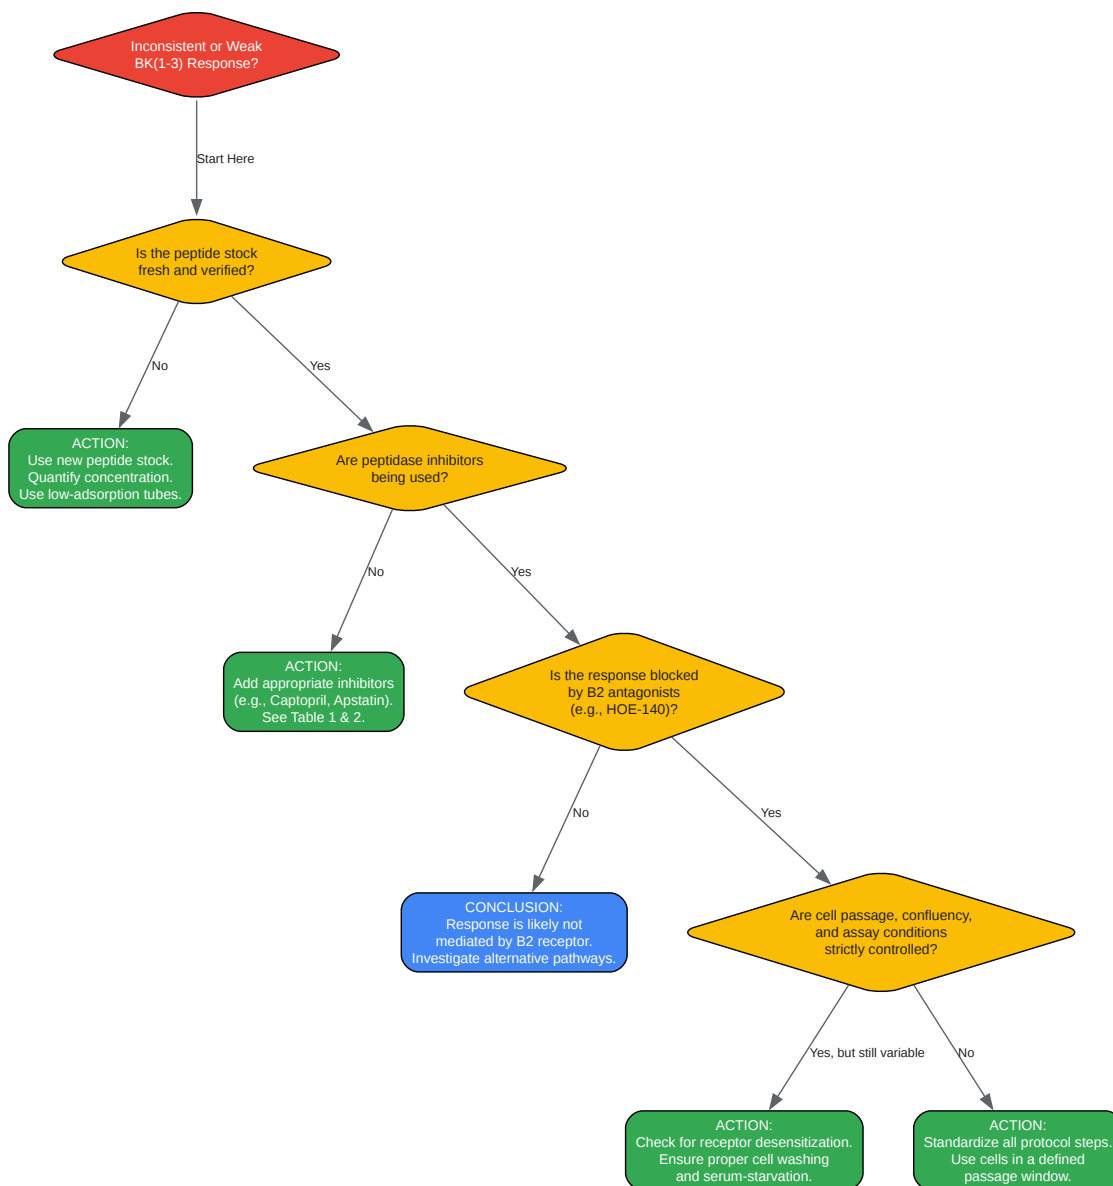 Inconsistent or Weak
BK(1-3) Response?
Start Here
Is the peptide stock
fresh and verified?
No
Yes
ACTION:
Use new peptide stock.
Quantify concentration.
Use low-adsorption tubes.
Are peptidase inhibitors
being used?
No
Yes
ACTION:
Add appropriate inhibitors
(e.g., Captopril, Apstatin).
See Table 1 & 2.
Is the response blocked
by B2 antagonists
(e.g., HOE-140)?
No
Yes
CONCLUSION:
Response is likely not
mediated by B2 receptor.
Investigate alternative pathways.
Are cell passage, confluency,
and assay conditions
strictly controlled?
Yes, but still variable
No
ACTION:
Check for receptor desensitization.
Ensure proper cell washing
and serum-starvation.
ACTION:
Standardize all protocol steps.
Use cells in a defined
passage window.